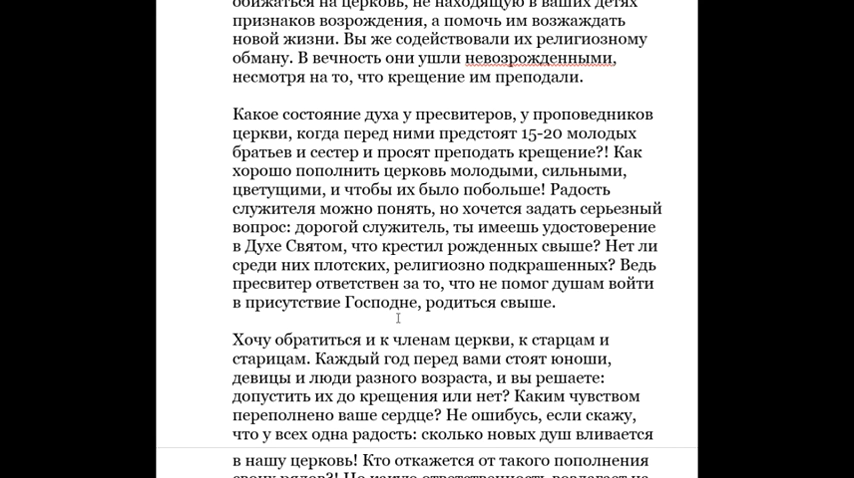 обижаться на церковь, не находящую в ваших детях
признаков возрождения, а помочь им возжаждать
новой жизни. Вы же содействовали их религиозному
обману. В вечность они ушли невозрожденными,
несмотря на то, что крещение им преподали.
Какое состояние духа у пресвитеров, у проповедников
церкви, когда перед ними предстоят 15-20 молодых
братьев и сестер и просят преподать крещение?! Как
хорошо пополнить церковь молодыми, сильными,
цветущими, и чтобы их было побольше! Радость
служителя можно понять, но хочется задать серьезный
вопрос: дорогой служитель, ты имеешь удостоверение
в Духе Святом, что крестил рожденных свыше? Нет ли
среди них плотских, религиозно подкрашенных? Ведь
пресвитер ответствен за то, что не помог душам войти
в присутствие Господне, родиться свыше.
Хочу обратиться и к членам церкви, к старцам и
старицам. Каждый год перед вами стоят юноши,
девицы и люди разного возраста, и вы решаете:
допустить их до крещения или нет? Каким чувством
переполнено ваше сердце? Не ошибусь, если скажу,
что у всех одна радость: сколько новых душ вливается
в нашу церковь! Кто откажется от такого пополнения
своих рядов?! Но какую ответственность возлагает на